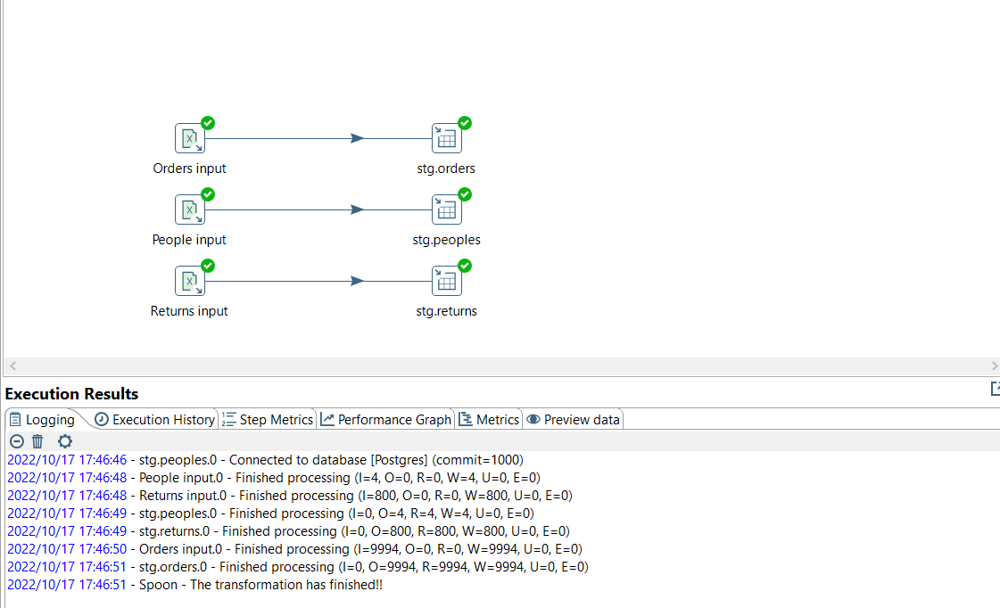 Orders input
stg.orders
People input
stg.peoples
Returns input
stg.returns
Execution Results
Logging
Execution History
Step Metrics
Performance Graph
Metrics
Preview data
2022/10/17 17:46:46 - stg.peoples.0 - Connected to database [Postgres] (commit=1000)
2022/10/17 17:46:48 - People input.0 - Finished processing (I=4, O=0, R=0, W=4, U=0, E=0)
2022/10/17 17:46:48 - Returns input.0 - Finished processing (I=800, O=0, R=0, W=800, U=0, E=0)
2022/10/17 17:46:49 - stg.peoples.0 - Finished processing (I=0, O=4, R=4, W=4, U=0, E=0)
2022/10/17 17:46:49 - stg.returns.0 - Finished processing (I=0, O=800, R=800, W=800, U=0, E=0)
2022/10/17 17:46:50 - Orders input.0 - Finished processing (I=9994, O=0, R=0, W=9994, U=0, E=0)
2022/10/17 17:46:51 - stg.orders.0 - Finished processing (I=0, O=9994, R=9994, W=9994, U=0, E=0)
2022/10/17 17:46:51 - Spoon - The transformation has finished!!